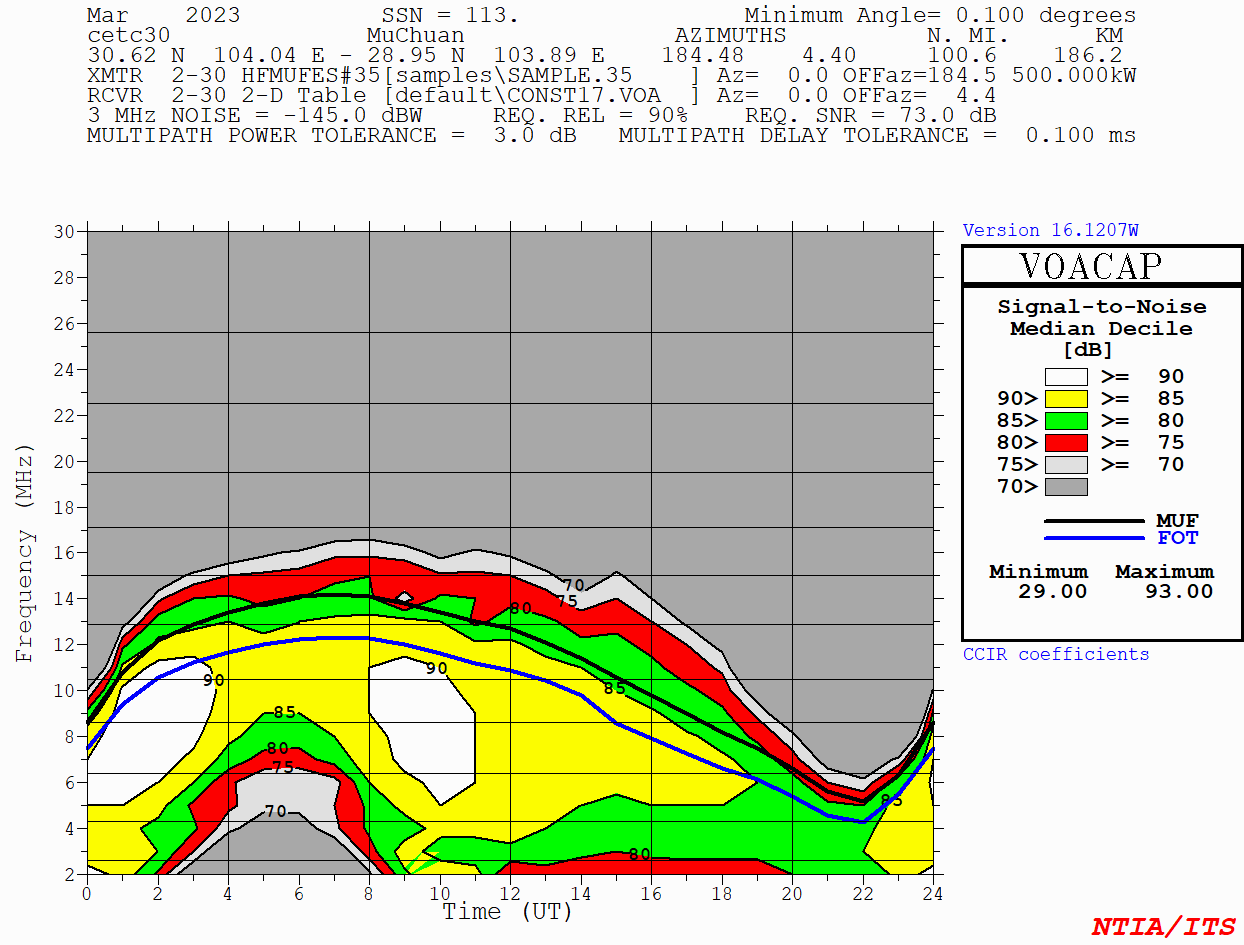 Mar    2023          SSN = 113.                Minimum Angle= 0.100 degrees
cetc30              MuChuan               AZIMUTHS          N. MI.      KM
30.62 N  104.04 E - 28.95 N  103.89 E    184.48    4.40     100.6    186.2
XMTR  2-30 HFMUFES#35[samples\SAMPLE.35    ] Az=  0.0 OFFaz=184.5 500.000kW
RCVR  2-30 2-D Table [default\CONST17.VOA  ] Az=  0.0 OFFaz=  4.4
3 MHz NOISE = -145.0 dBW     REQ. REL = 90%    REQ. SNR = 73.0 dB
MULTIPATH POWER TOLERANCE =  3.0 dB   MULTIPATH DELAY TOLERANCE =  0.100 ms
Version 16.1207W
VOACAP
Signal-to-Noise
Median Decile
[dB]
>= 90
90> >= 85
85> >= 80
80> >= 75
75> >= 70
70>
MUF
FOT
Minimum Maximum
29.00 93.00
CCIR coefficients
Frequency (MHz)
30
28
26
24
22
20
18
16
14
12
10
8
6
4
2
70
75
80
90
90
85
85
80
75
85
70
80
0 2 4 6 8 10 12 14 16 18 20 22 24
Time (UT)
NTIA/ITS